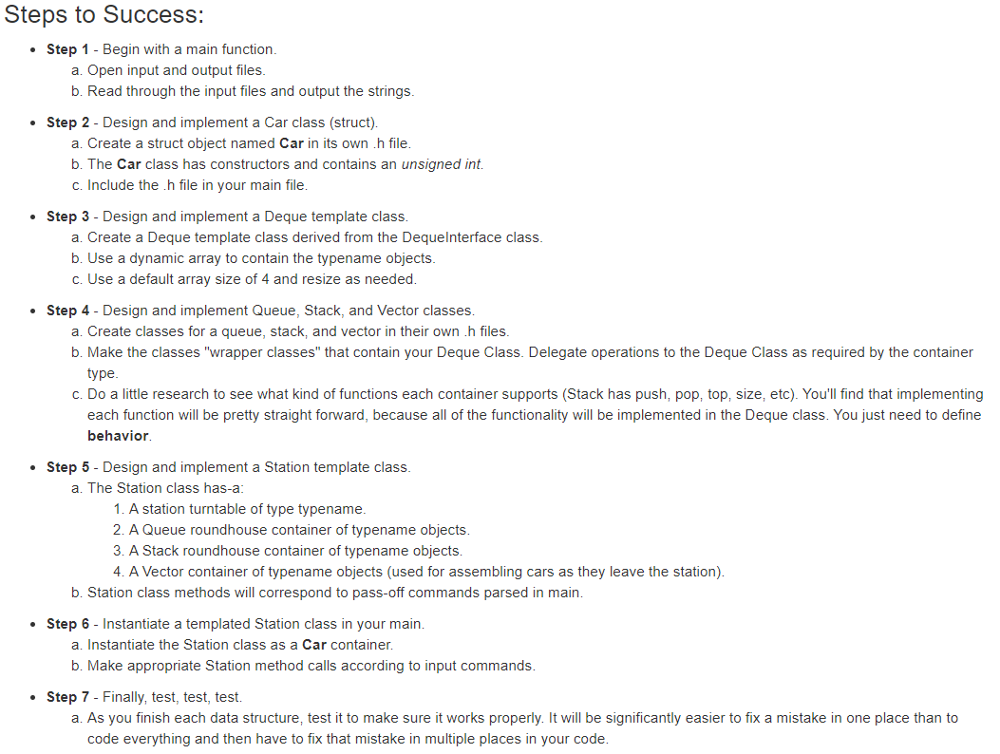 Steps to Success:
• Step 1 - Begin with a main function.
a. Open input and output files.
b. Read through the input files and output the strings.
• Step 2 - Design and implement a Car class (struct).
a. Create a struct object named Car in its own .h file.
b. The Car class has constructors and contains an unsigned int.
c. Include the .h file in your main file.
• Step 3 - Design and implement a Deque template class.
a. Create a Deque template class derived from the DequeInterface class.
b. Use a dynamic array to contain the typename objects.
c. Use a default array size of 4 and resize as needed.
• Step 4 - Design and implement Queue, Stack, and Vector classes.
a. Create classes for a queue, stack, and vector in their own .h files.
b. Make the classes "wrapper classes" that contain your Deque Class. Delegate operations to the Deque Class as required by the container
type.
c. Do a little research to see what kind of functions each container supports (Stack has push, pop, top, size, etc). You'll find that implementing
each function will be pretty straight forward, because all of the functionality will be implemented in the Deque class. You just need to define
behavior.
• Step 5 - Design and implement a Station template class.
a. The Station class has-a:
1. A station turntable of type typename.
2. A Queue roundhouse container of typename objects.
3. A Stack roundhouse container of typename objects.
4. A Vector container of typename objects (used for assembling cars as they leave the station).
b. Station class methods will correspond to pass-off commands parsed in main.
• Step 6 - Instantiate a templated Station class in your main.
a. Instantiate the Station class as a Car container.
b. Make appropriate Station method calls according to input commands.
• Step 7 - Finally, test, test, test.
a. As you finish each data structure, test it to make sure it works properly. It will be significantly easier to fix a mistake in one place than to
code everything and then have to fix that mistake in multiple places in your code.